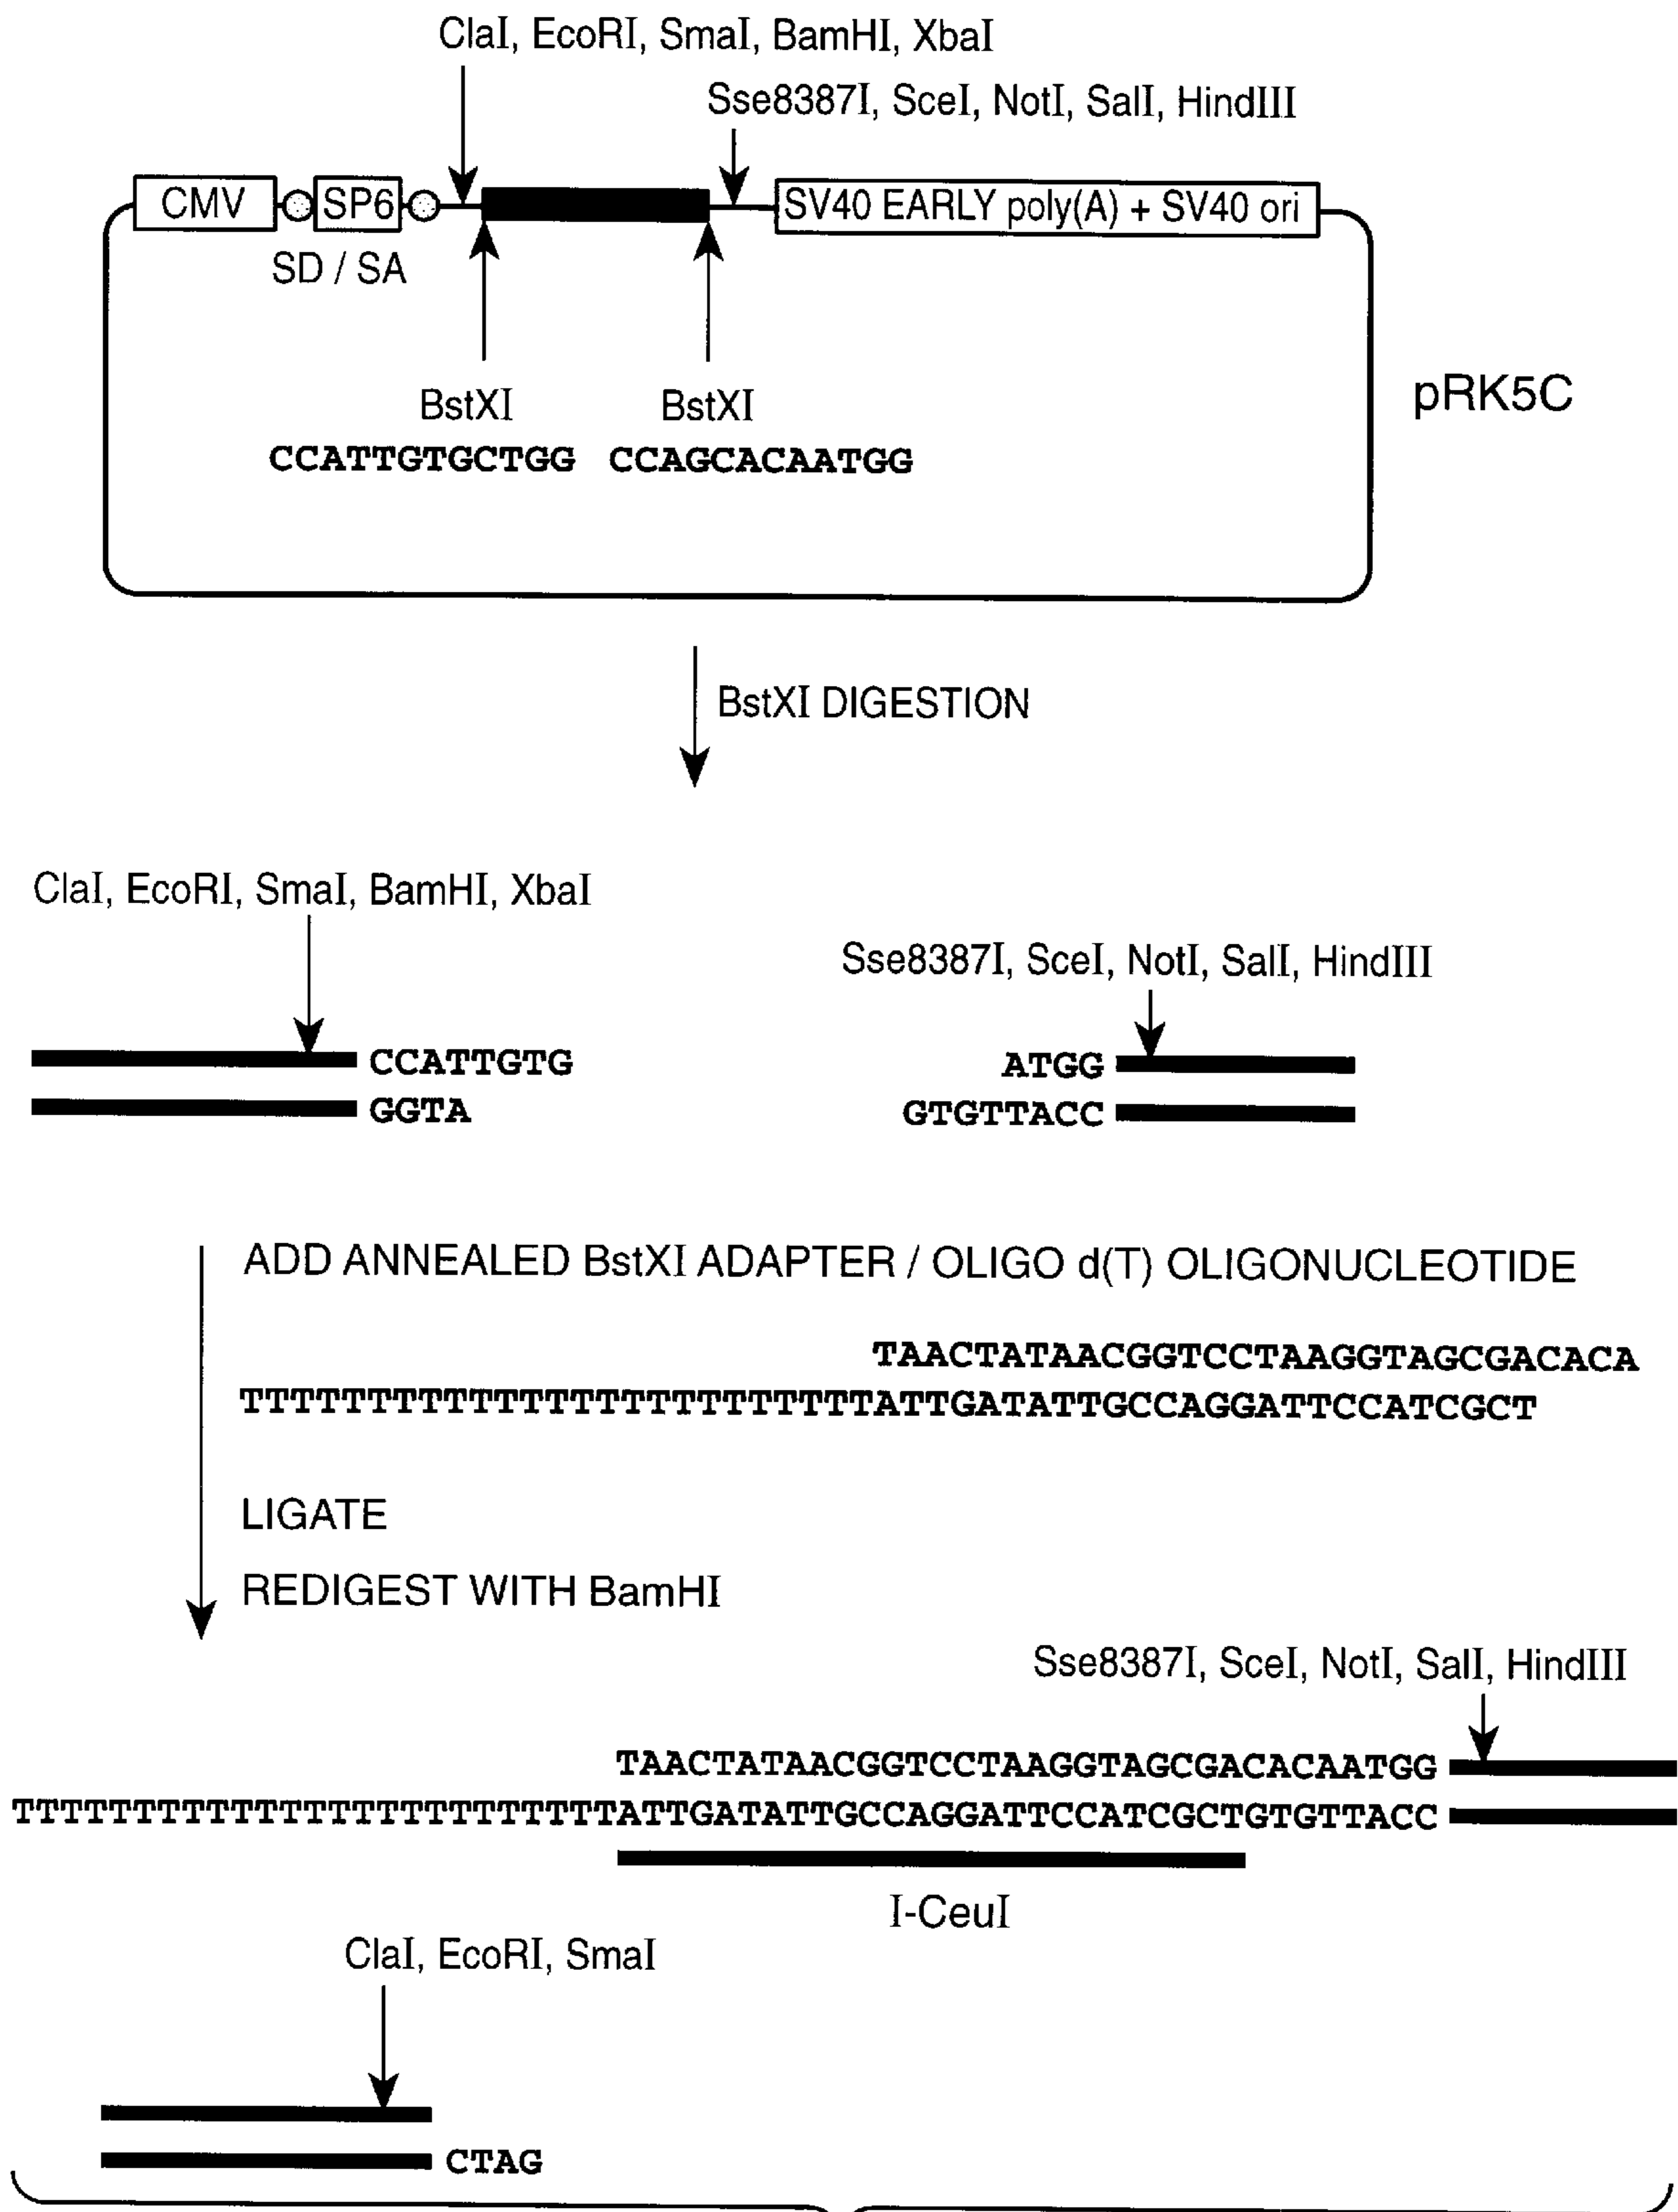 ClaI, EcoRI, SmaI, BamHI, XbaI
Sse8387I, SceI, NotI, SalI, HindIII
CMV SP6 SV40 EARLY poly(A) + SV40 ori
SD / SA
BstXI BstXI
pRK5C
CCATTGTGCTGG CCAGCACAATGG
BstXI DIGESTION
ClaI, EcoRI, SmaI, BamHI, XbaI
Sse8387I, SceI, NotI, SalI, HindIII
CCATTGTG ATGG
GGTA GTGTTACC
ADD ANNEALED BstXI ADAPTER / OLIGO d(T) OLIGONUCLEOTIDE
TAACTATAACGGTCCTAAGGTAGCGACACA
TTTTTTTTTTTTTTTTTTTTTTTTTATTGATATTGCCAGGATTCCATCGCT
LIGATE
REDIGEST WITH BamHI
Sse8387I, SceI, NotI, SalI, HindIII
TAACTATAACGGTCCTAAGGTAGCGACACAATGG
TTTTTTTTTTTTTTTTTTTTTTTTTATTGATATTGCCAGGATTCCATCGCTGTGTTACC
I-CeuI
ClaI, EcoRI, SmaI
CTAG